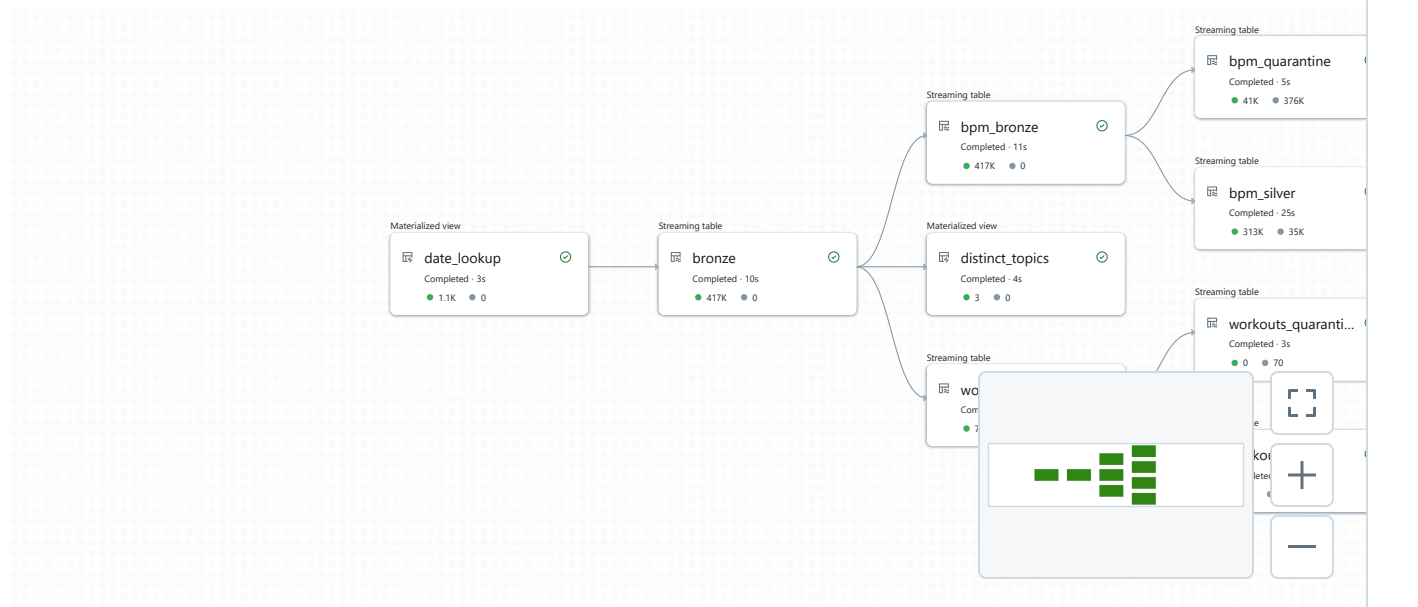 Materialized view
date_lookup
Completed · 3s
1.1K 0
Streaming table
bronze
Completed · 10s
417K 0
Streaming table
bpm_bronze
Completed · 11s
417K 0
Materialized view
distinct_topics
Completed · 4s
3 0
Streaming table
Streaming table
bpm_quarantine
Completed · 5s
41K 376K
Streaming table
bpm_silver
Completed · 25s
313K 35K
Streaming table
workouts_quaranti...
Completed · 3s
0 70